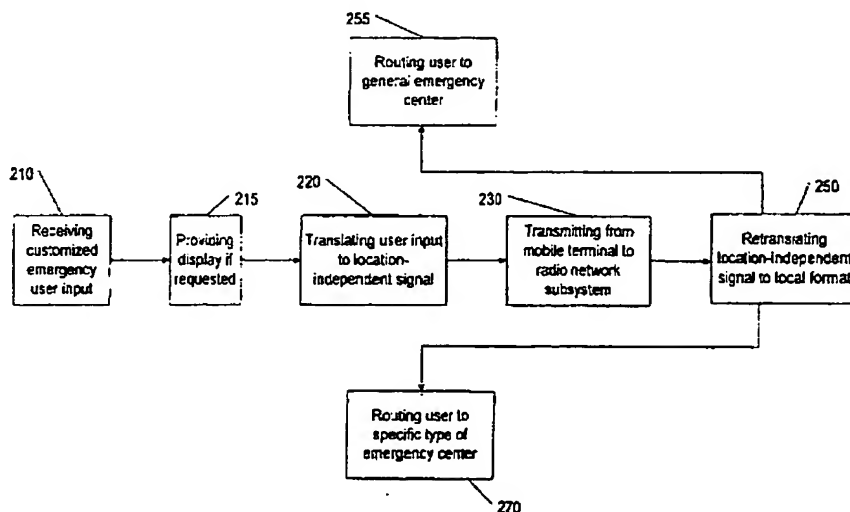 255
Routing user to
general emergency
center
210
Receiving
customized
emergency
user input
215
Providing
display if
requested
220
Translating user input
to location-
independent signal
230
Transmitting from
mobile terminal to
radio network
subsystem
250
Retranslating
location-independent
signal to local format
Routing user to
specific type of
emergency center
270